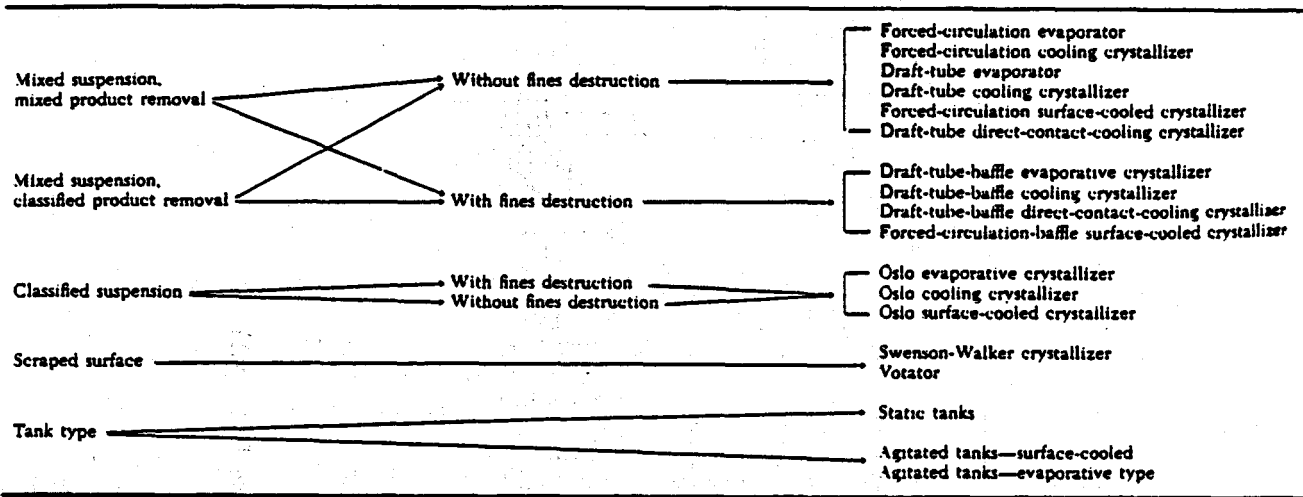 Mixed suspension,
mixed product removal
Without fines destruction
Forced-circulation evaporator
Forced-circulation cooling crystallizer
Draft-tube evaporator
Draft-tube cooling crystallizer
Forced-circulation surface-cooled crystallizer
Draft-tube direct-contact-cooling crystallizer
Mixed suspension,
classified product removal
With fines destruction
Draft-tube-baffle evaporative crystallizer
Draft-tube-baffle cooling crystallizer
Draft-tube-baffle direct-contact-cooling crystallizer
Forced-circulation-baffle surface-cooled crystallizer
Classified suspension
With fines destruction
Without fines destruction
Oslo evaporative crystallizer
Oslo cooling crystallizer
Oslo surface-cooled crystallizer
Scraped surface
Swenson-Walker crystallizer
Votator
Tank type
Static tanks
Agitated tanks—surface-cooled
Agitated tanks—evaporative type